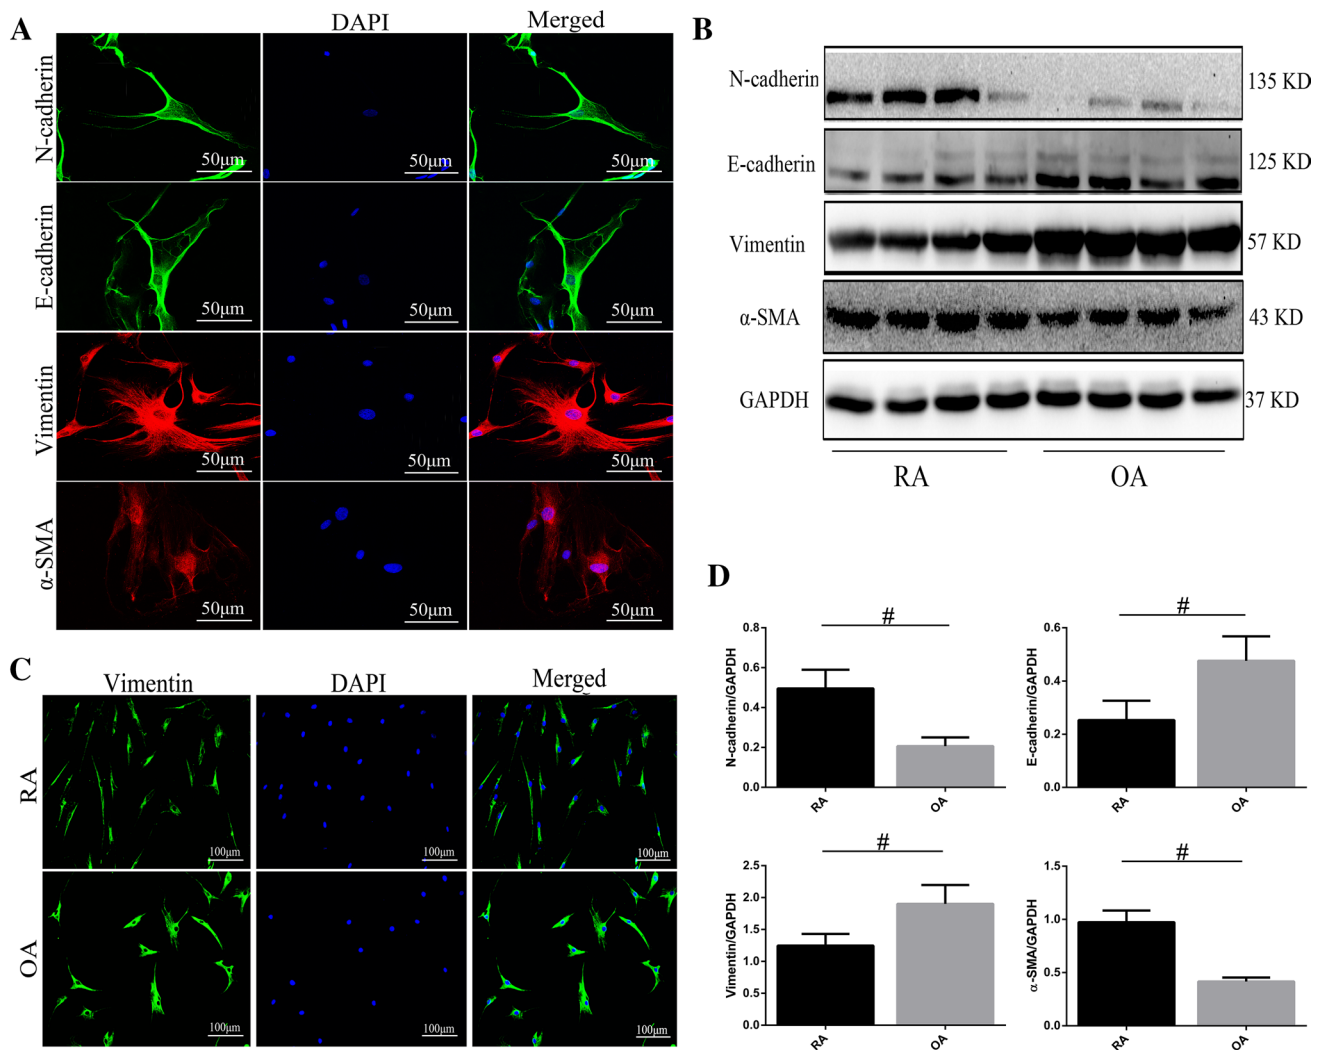 A
DAPI
Merged
N-cadherin
50μm
50μm
50μm
E-cadherin
50μm
50μm
50μm
Vimentin
50μm
50μm
50μm
α-SMA
50μm
50μm
50μm
B
N-cadherin
135 KD
E-cadherin
125 KD
Vimentin
57 KD
α-SMA
43 KD
GAPDH
37 KD
RA
OA
C
Vimentin
DAPI
Merged
RA
100μm
100μm
100μm
OA
100μm
100μm
100μm
D
#
N-cadherin/GAPDH
0.8
0.6
0.4
0.2
0.0
RA
OA
#
E-cadherin/GAPDH
0.6
0.4
0.2
0.0
RA
OA
#
Vimentin/GAPDH
2.5
2.0
1.5
1.0
0.5
0.0
RA
OA
#
α-SMA/GAPDH
1.5
1.0
0.5
0.0
RA
OA